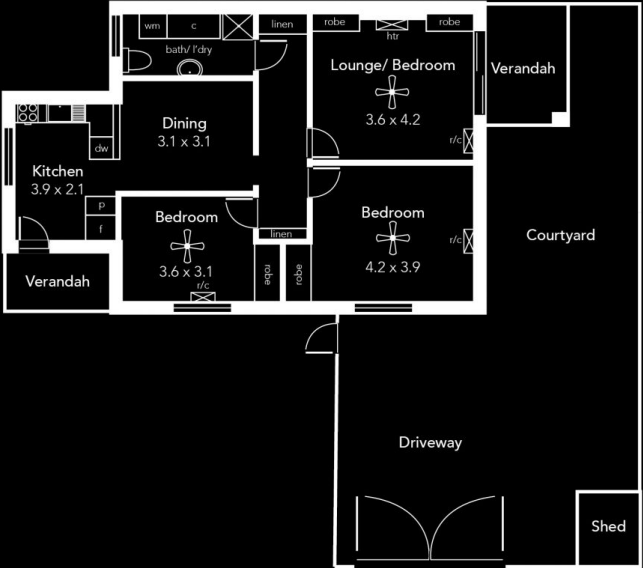 wm
c
linen
robe
robe
htr
bath/ l'dry
Lounge/ Bedroom
3.6 x 4.2
r/c
Verandah
Dining
3.1 x 3.1
dw
Kitchen
3.9 x 2.1
p
f
Bedroom
3.6 x 3.1
r/c
linen
robe
robe
Bedroom
4.2 x 3.9
r/c
Courtyard
Verandah
Driveway
Shed